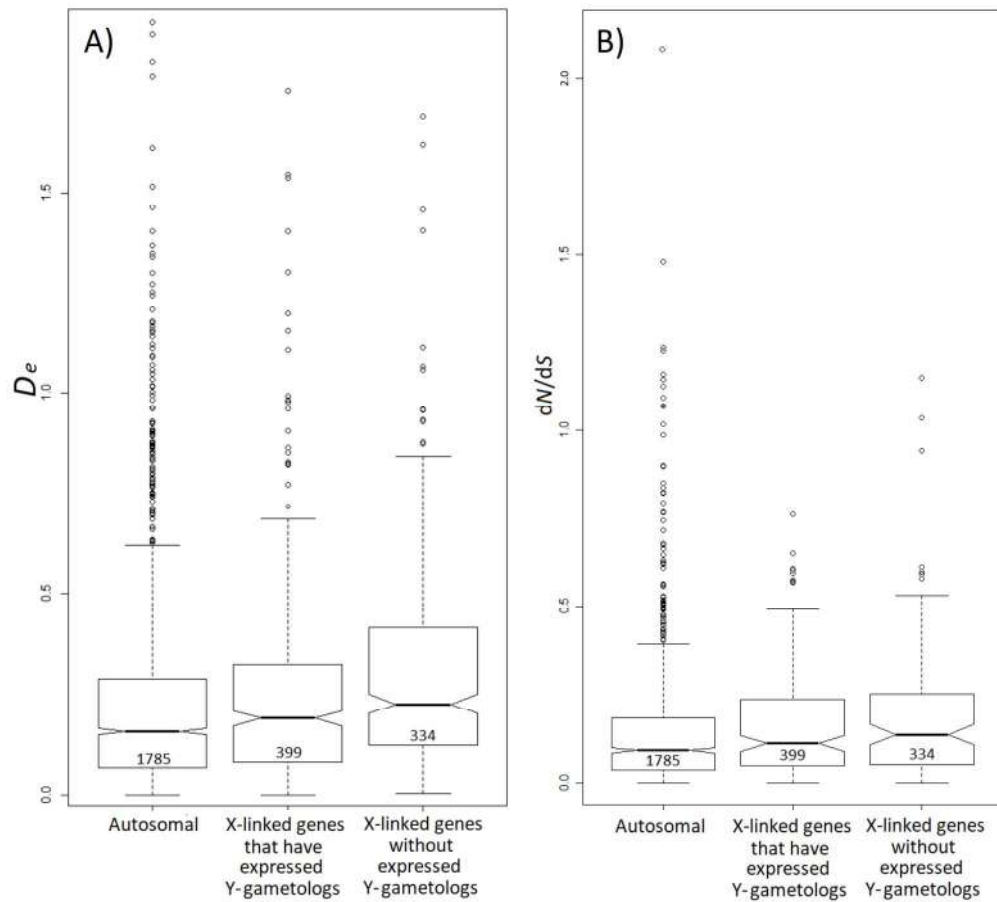 A)
De
1.5
1.0
0.5
0.0
1785
399
334
Autosomal
X-linked genes
that have
expressed
Y-gametologs
X-linked genes
without
expressed
Y-gametologs
B)
dN/dS
2.0
1.5
1.0
0.5
0.0
1785
399
334
Autosomal
X-linked genes
that have
expressed
Y-gametologs
X-linked genes
without
expressed
Y-gametologs